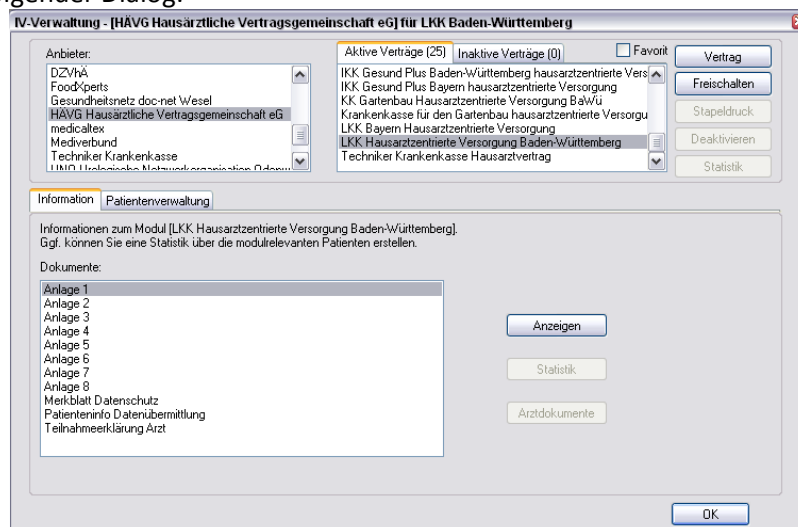 gender Dialog:
IV-Verwaltung - [HÄVG Hausärztliche Vertragsgemeinschaft eG] für LKK Baden-Württemberg
Anbieter:
DZVhÄ
FoodXperts
Gesundheitsnetz doc-net Wesel
HÄVG Hausärztliche Vertragsgemeinschaft eG
medicaltex
Mediverbund
Techniker Krankenkasse
Aktive Verträge (25)
Inaktive Verträge (0)
Favorit
IKK Gesund Plus Baden-Württemberg hausarztzentrierte Vers
IKK Gesund Plus Bayern hausarztzentrierte Versorgung
KK Gartenbau Hausarztzentrierte Versorgung BaWü
Krankenkasse für den Gartenbau hausarztzentrierte Versorgu
LKK Bayern Hausarztzentrierte Versorgung
LKK Hausarztzentrierte Versorgung Baden-Württemberg
Techniker Krankenkasse Hausarztvertrag
Vertrag
Freischalten
Stapeldruck
Deaktivieren
Statistik
Information
Patientenverwaltung
Informationen zum Modul [LKK Hausarztzentrierte Versorgung Baden-Württemberg].
Ggf. können Sie eine Statistik über die modulrelevanten Patienten erstellen.
Dokumente:
Anlage 1
Anlage 2
Anlage 3
Anlage 4
Anlage 5
Anlage 6
Anlage 7
Anlage 8
Merkblatt Datenschutz
Patienteninfo Datenübermittlung
Teilnahmeerklärung Arzt
Anzeigen
Statistik
Arztdokumente
OK